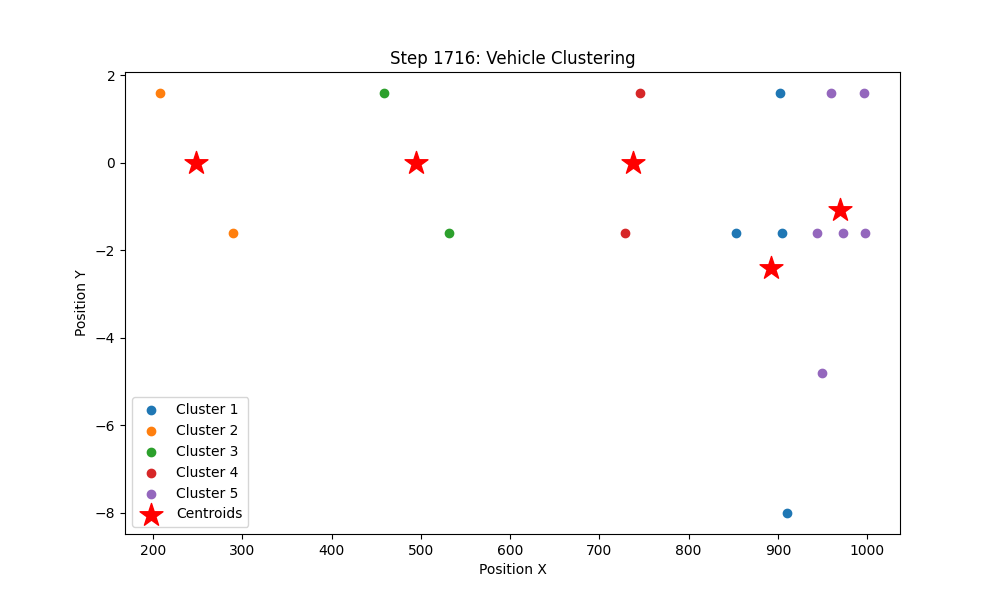 Step 1716: Vehicle Clustering
Position Y
2
0
−2
−4
−6
−8
Cluster 1
Cluster 2
Cluster 3
Cluster 4
Cluster 5
Centroids
200 300 400 500 600 700 800 900 1000
Position X